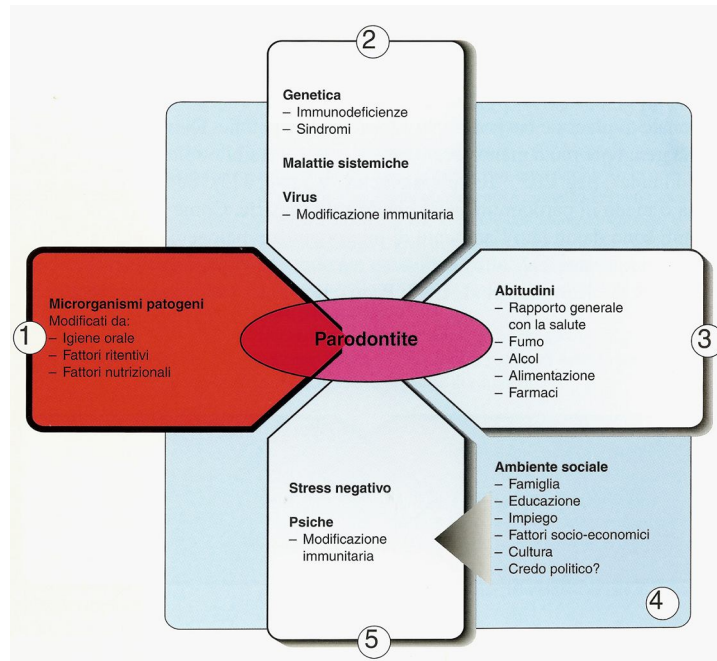 2
Genetica
– Immunodeficienze
– Sindromi
Malattie sistemiche
Virus
– Modificazione immunitaria
1
Microrganismi patogeni
Modificati da:
– Igiene orale
– Fattori ritentivi
– Fattori nutrizionali
Parodontite
3
Abitudini
– Rapporto generale
con la salute
– Fumo
– Alcol
– Alimentazione
– Farmaci
Stress negativo
Psiche
– Modificazione
immunitaria
5
Ambiente sociale
– Famiglia
– Educazione
– Impiego
– Fattori socio-economici
– Cultura
– Credo politico?
4